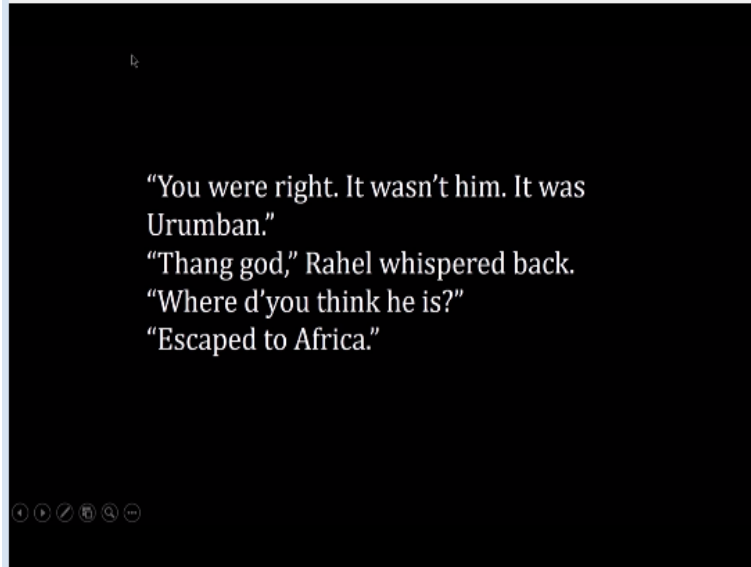 “You were right. It wasn’t him. It was
Urumban.”
“Thang god,” Rahel whispered back.
“Where d’you think he is?”
“Escaped to Africa.”